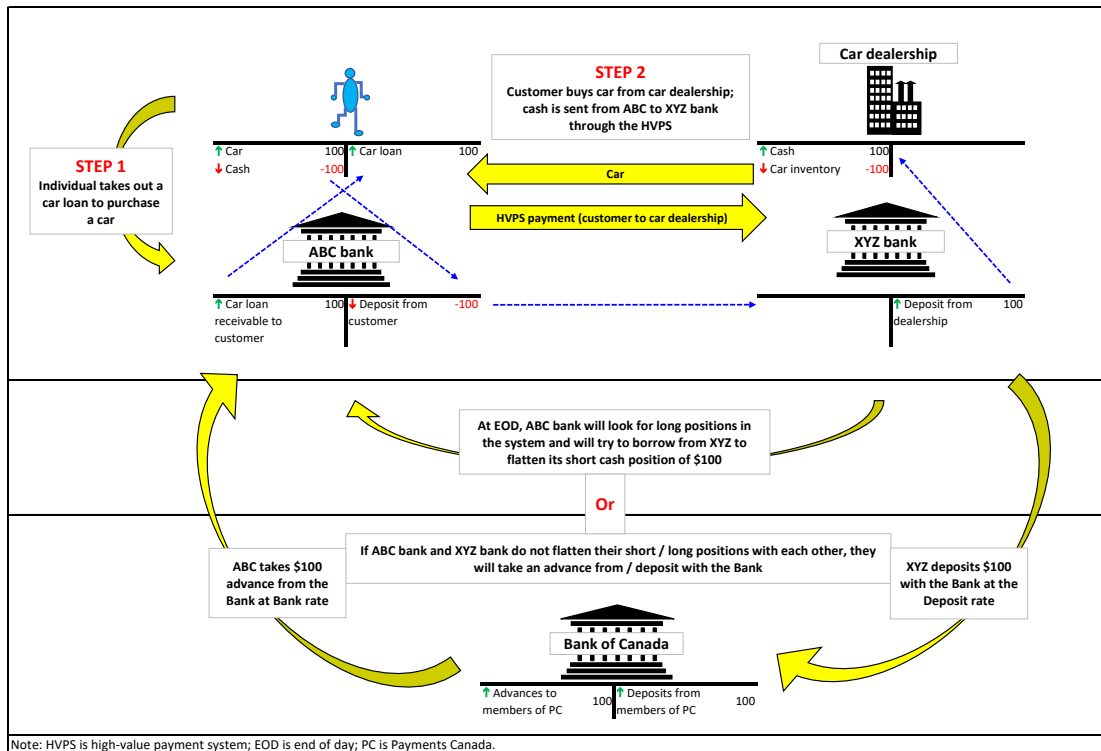 Car dealership
STEP 2
Customer buys car from car dealership;
cash is sent from ABC to XYZ bank
through the HVPS
STEP 1
Individual takes out a
car loan to purchase
a car
↑ Car 100 ↑ Car loan 100
↓ Cash -100
↑ Cash 100
↓ Car inventory -100
Car
HVPS payment (customer to car dealership)
ABC bank
XYZ bank
↑ Car loan 100 ↓ Deposit from -100
receivable to customer
customer
↑ Deposit from 100
dealership
At EOD, ABC bank will look for long positions in
the system and will try to borrow from XYZ to
flatten its short cash position of $100
Or
If ABC bank and XYZ bank do not flatten their short / long positions with each other, they
will take an advance from / deposit with the Bank
ABC takes $100
advance from the
Bank at Bank rate
XYZ deposits $100
with the Bank at the
Deposit rate
Bank of Canada
↑ Advances to 100 ↑ Deposits from 100
members of PC members of PC
Note: HVPS is high-value payment system; EOD is end of day; PC is Payments Canada.